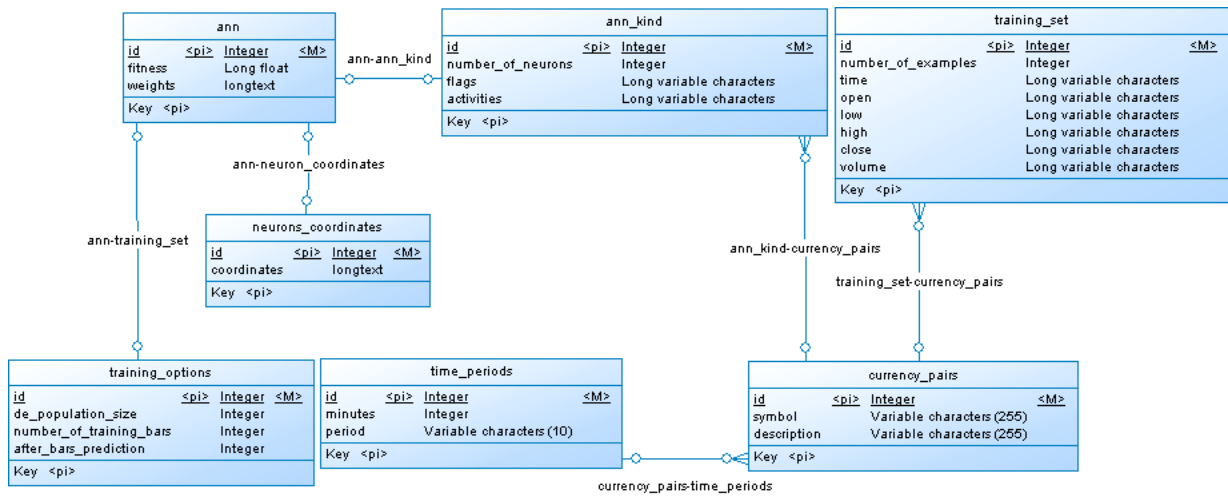 ann
id <pi> Integer <M>
fitness Long float
weights longtext
Key <pi>
ann-ann_kind
ann_kind
id <pi> Integer <M>
number_of_neurons Integer
flags Long variable characters
activities Long variable characters
Key <pi>
training_set
id <pi> Integer <M>
number_of_examples Integer
time Long variable characters
open Long variable characters
low Long variable characters
high Long variable characters
close Long variable characters
volume Long variable characters
Key <pi>
ann-neuron_coordinates
neurons_coordinates
id <pi> Integer <M>
coordinates longtext
Key <pi>
ann-training_set
ann_kind-currency_pairs
training_set-currency_pairs
training_options
id <pi> Integer <M>
de_population_size Integer
number_of_training_bars Integer
after_bars_prediction Integer
Key <pi>
time_periods
id <pi> Integer <M>
minutes Integer
period Variable characters (10)
Key <pi>
currency_pairs
id <pi> Integer <M>
symbol Variable characters (255)
description Variable characters (255)
Key <pi>
currency_pairs-time_periods